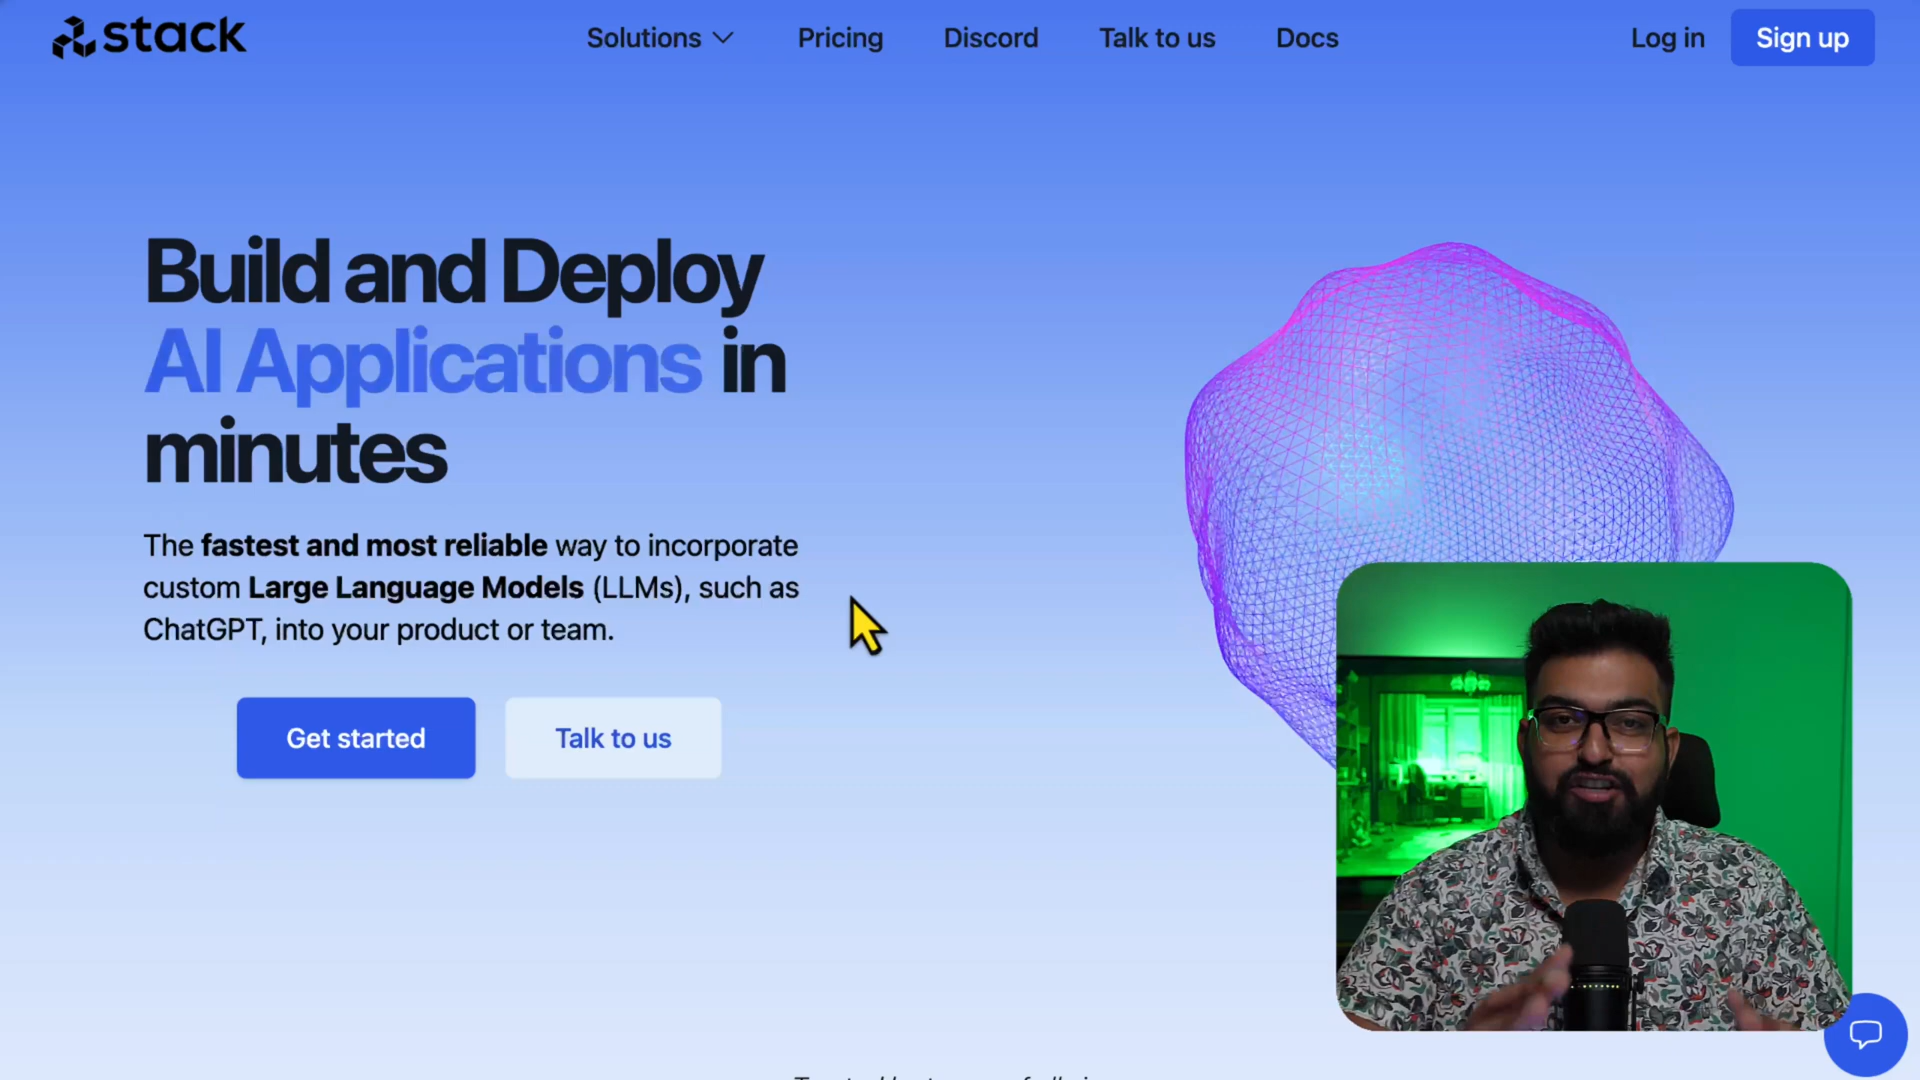 stack
Solutions
Pricing
Discord
Talk to us
Docs
Log in
Sign up
Build and Deploy
AI Applications in
minutes
The fastest and most reliable way to incorporate
custom Large Language Models (LLMs), such as
ChatGPT, into your product or team.
Get started
Talk to us